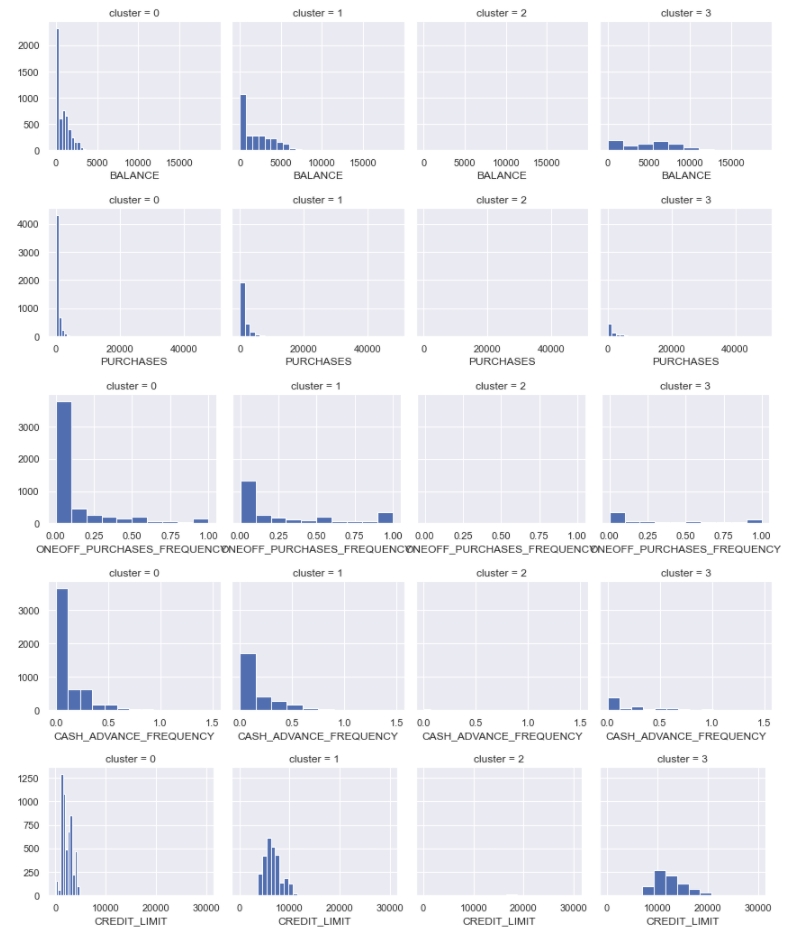 cluster = 0 cluster = 1 cluster = 2 cluster = 3
2000
1500
1000
500
0
0 5000 10000 15000 0 5000 10000 15000 0 5000 10000 15000 0 5000 10000 15000
BALANCE BALANCE BALANCE BALANCE
cluster = 0 cluster = 1 cluster = 2 cluster = 3
4000
3000
2000
1000
0
0 20000 40000 0 20000 40000 0 20000 40000 0 20000 40000
PURCHASES PURCHASES PURCHASES PURCHASES
cluster = 0 cluster = 1 cluster = 2 cluster = 3
3000
2000
1000
0
0.00 0.25 0.50 0.75 1.00 0.00 0.25 0.50 0.75 1.00 0.00 0.25 0.50 0.75 1.00 0.00 0.25 0.50 0.75 1.00
ONEOFF_PURCHASES_FREQUENCY ONEOFF_PURCHASES_FREQUENCY ONEOFF_PURCHASES_FREQUENCY ONEOFF_PURCHASES_FREQUENCY
cluster = 0 cluster = 1 cluster = 2 cluster = 3
3000
2000
1000
0
0.0 0.5 1.0 1.5 0.0 0.5 1.0 1.5 0.0 0.5 1.0 1.5 0.0 0.5 1.0 1.5
CASH_ADVANCE_FREQUENCY CASH_ADVANCE_FREQUENCY CASH_ADVANCE_FREQUENCY CASH_ADVANCE_FREQUENCY
cluster = 0 cluster = 1 cluster = 2 cluster = 3
1250
1000
750
500
250
0
0 10000 20000 30000 0 10000 20000 30000 0 10000 20000 30000 0 10000 20000 30000
CREDIT_LIMIT CREDIT_LIMIT CREDIT_LIMIT CREDIT_LIMIT